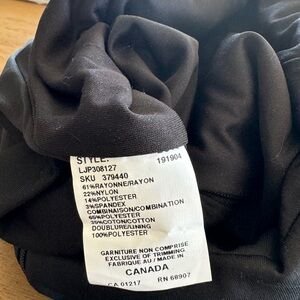 STYLE:
191904
LJP308127
SKU 379440
61%RAYONNE/RAYON
22%NYLON
14%POLYESTER
3%SPANDEX
COMBINAISON/COMBINATION
65%POLYESTER
35%COTON/COTTON
DOUBLURE/LINING
100%POLYESTER
GARNITURE NON COMPRISE
EXCLUSIVE OF TRIMMING
FABRIQUE AU / MADE IN
CANADA
CA 01217 RN 68907